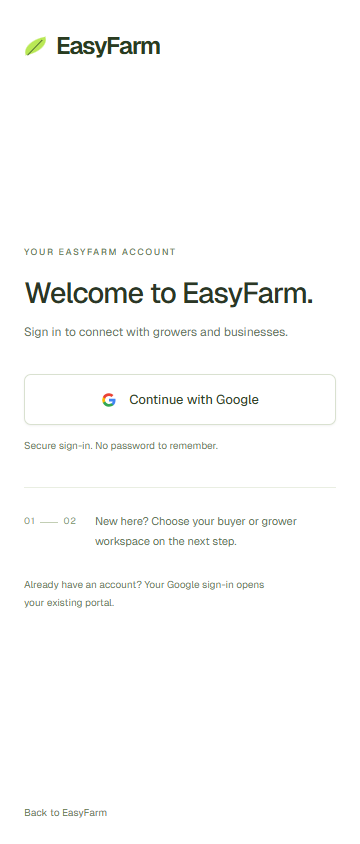 EasyFarm
YOUR EASYFARM ACCOUNT
Welcome to EasyFarm.
Sign in to connect with growers and businesses.
Continue with Google
Secure sign-in. No password to remember.
01 — 02
New here? Choose your buyer or grower
workspace on the next step.
Already have an account? Your Google sign-in opens
your existing portal.
Back to EasyFarm